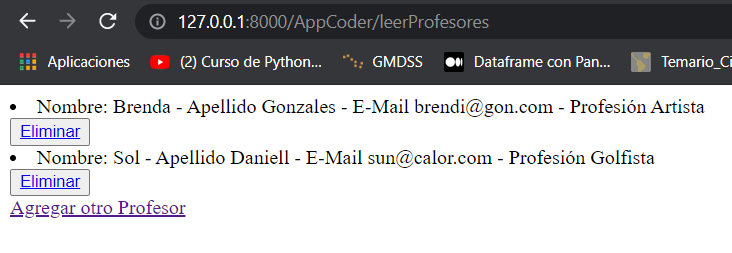 127.0.0.1:8000/AppCoder/leerProfesores
Aplicaciones (2) Curso de Python... GMDSS Dataframe con Pan... Temario_Ci
Nombre: Brenda - Apellido Gonzales - E-Mail brendi@gon.com - Profesión Artista
Eliminar
Nombre: Sol - Apellido Daniell - E-Mail sun@calor.com - Profesión Golfista
Eliminar
Agregar otro Profesor